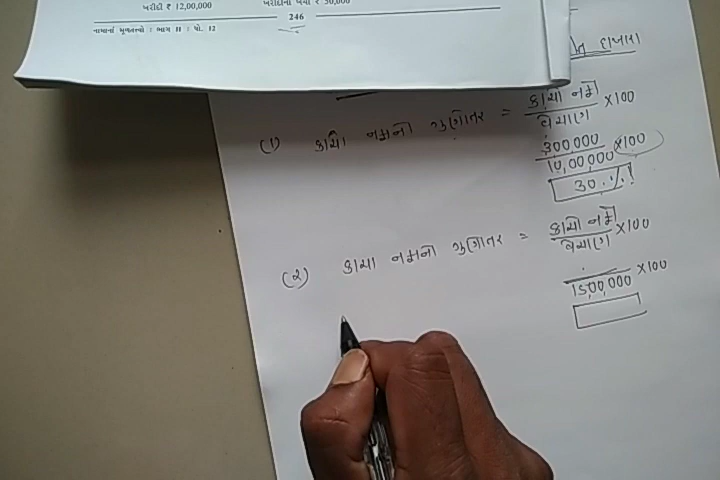 ખરીદી ₹ 12,00,000
246
નામાનાં મૂળતત્ત્વો : ભાગ II : ધો. 12
દાખલા
(1) કાચા નફાનો ગુણોત્તર = કાચો નફો / વેચાણ ×100
300,000 / 10,00,000 ×100
30 %
(2) કાચા નફાનો ગુણોત્તર = કાચો નફો / વેચાણ ×100
15,00,000 ×100